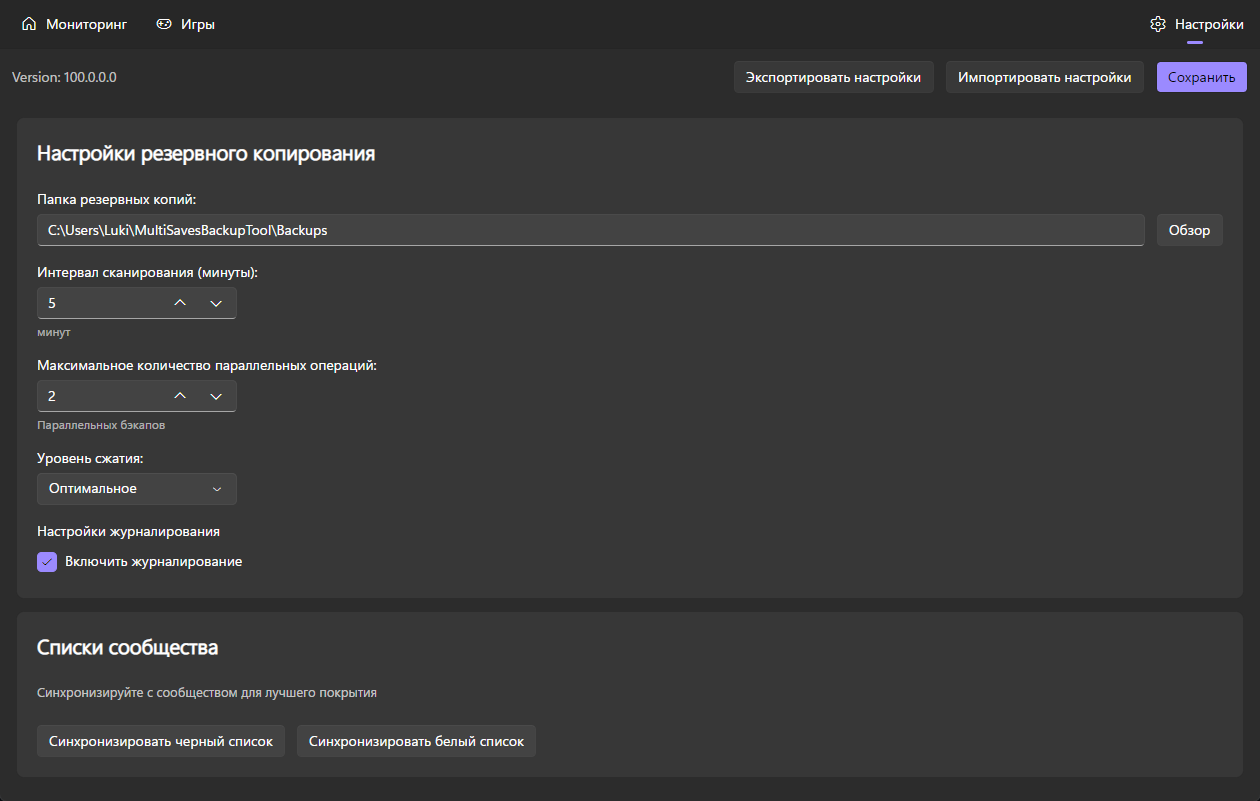 Мониторинг
Игры
Настройки
Version: 100.0.0.0
Экспортировать настройки
Импортировать настройки
Сохранить
Настройки резервного копирования
Папка резервных копий:
C:\Users\Luki\MultiSavesBackupTool\Backups
Обзор
Интервал сканирования (минуты):
5
минут
Максимальное количество параллельных операций:
2
Параллельных бэкапов
Уровень сжатия:
Оптимальное
Настройки журналирования
Включить журналирование
Списки сообщества
Синхронизируйте с сообществом для лучшего покрытия
Синхронизировать черный список
Синхронизировать белый список